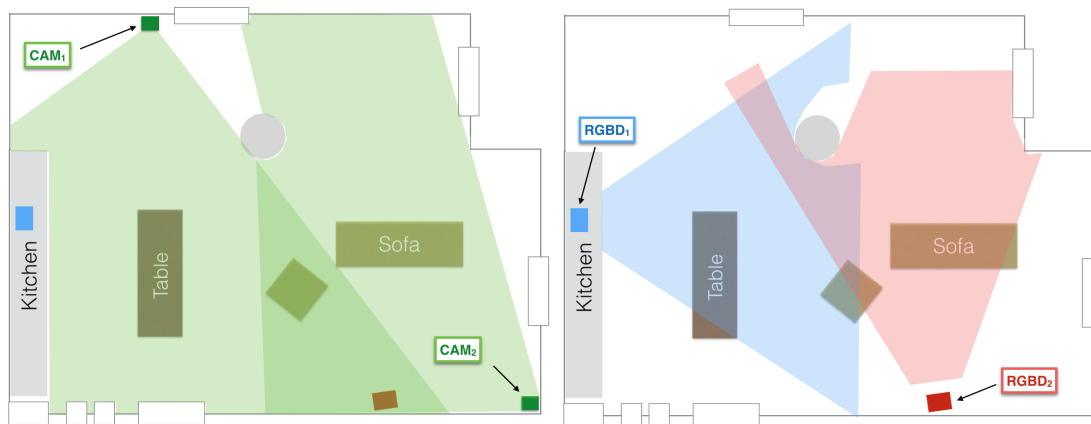 CAM₁
Kitchen
Table
Sofa
CAM₂
RGBD₁
Kitchen
Table
Sofa
RGBD₂